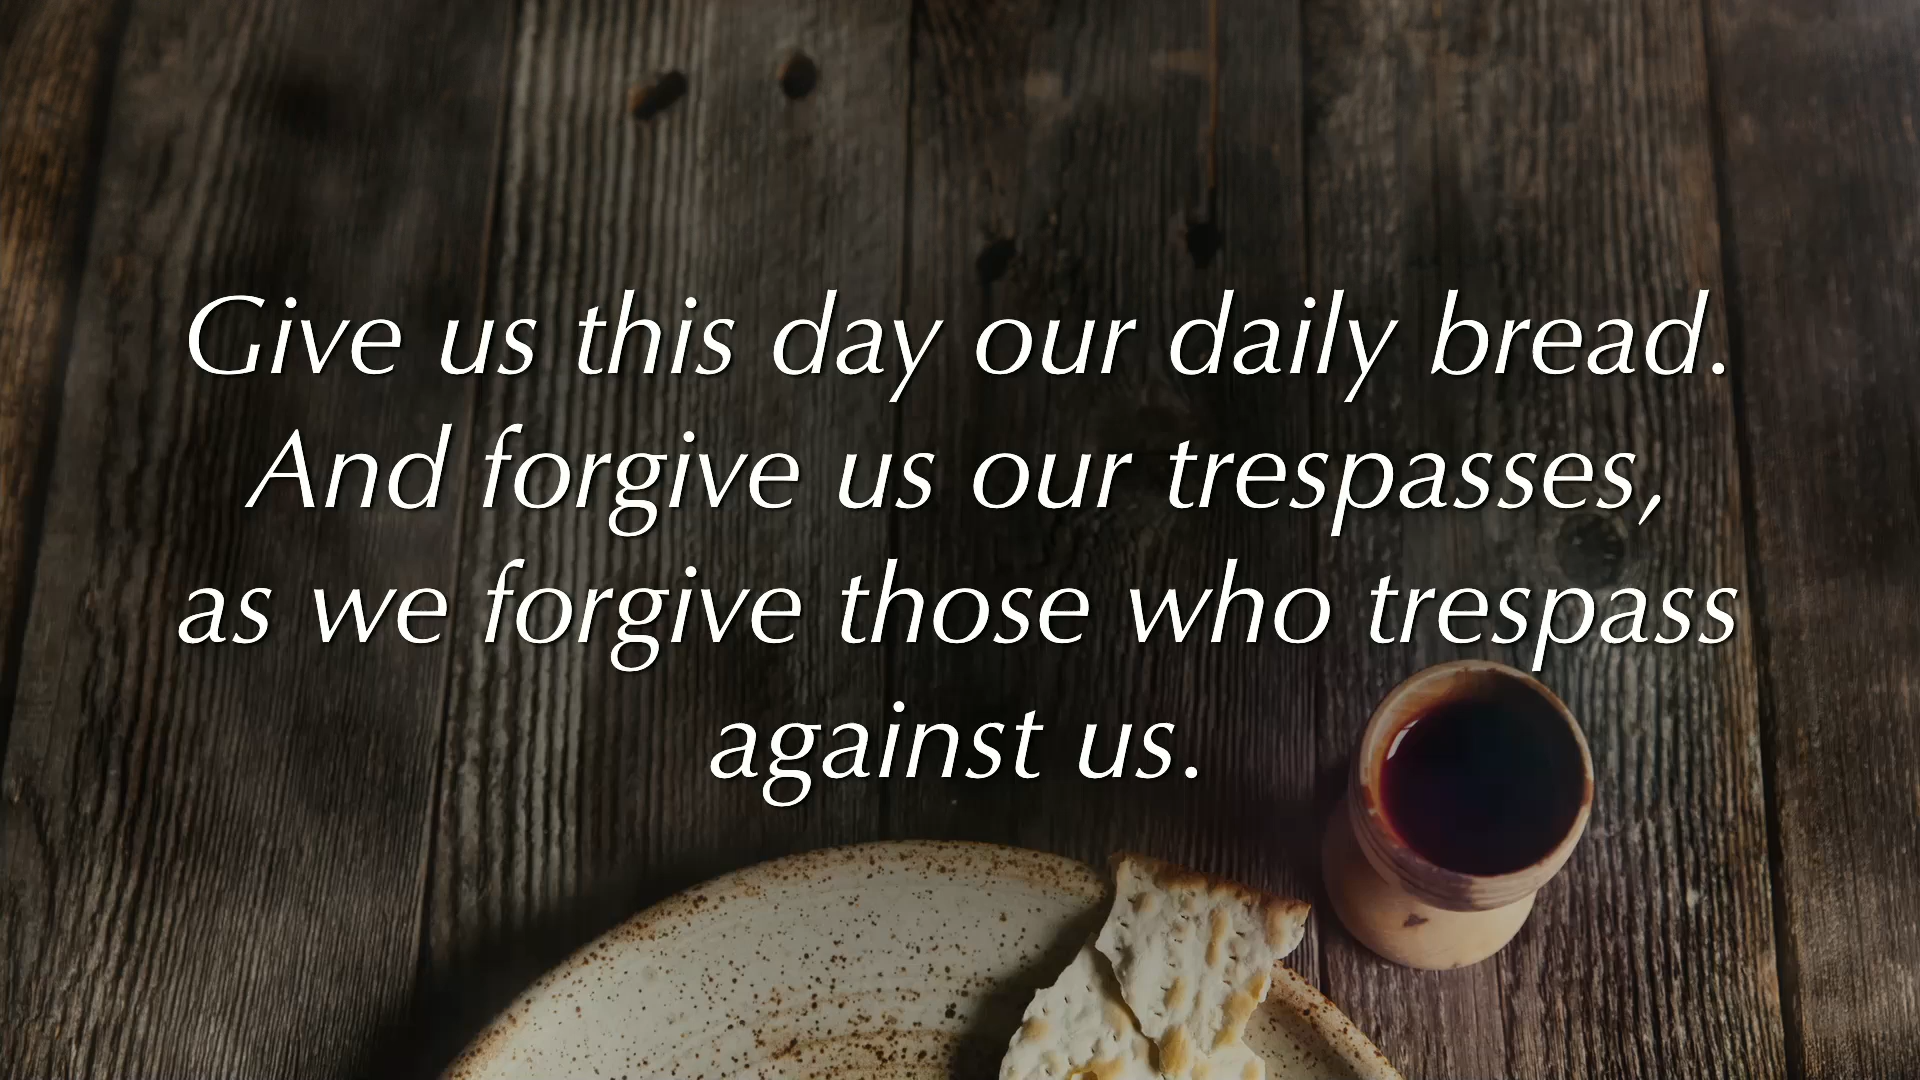 Give us this day our daily bread.
And forgive us our trespasses,
as we forgive those who trespass
against us.